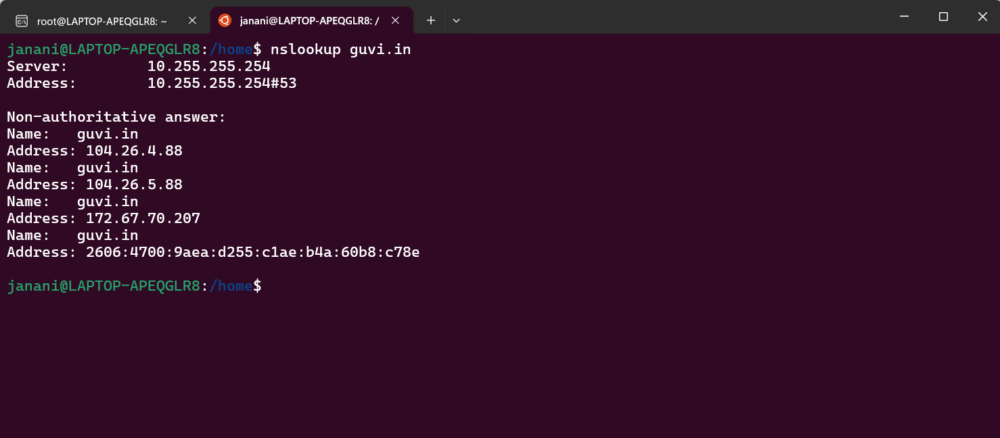 root@LAPTOP-APEQGLR8: ~
janani@LAPTOP-APEQGLR8: /
janani@LAPTOP-APEQGLR8:/home$ nslookup guvi.in
Server:         10.255.255.254
Address:        10.255.255.254#53
Non-authoritative answer:
Name:   guvi.in
Address: 104.26.4.88
Name:   guvi.in
Address: 104.26.5.88
Name:   guvi.in
Address: 172.67.70.207
Name:   guvi.in
Address: 2606:4700:9aea:d255:c1ae:b4a:60b8:c78e
janani@LAPTOP-APEQGLR8:/home$